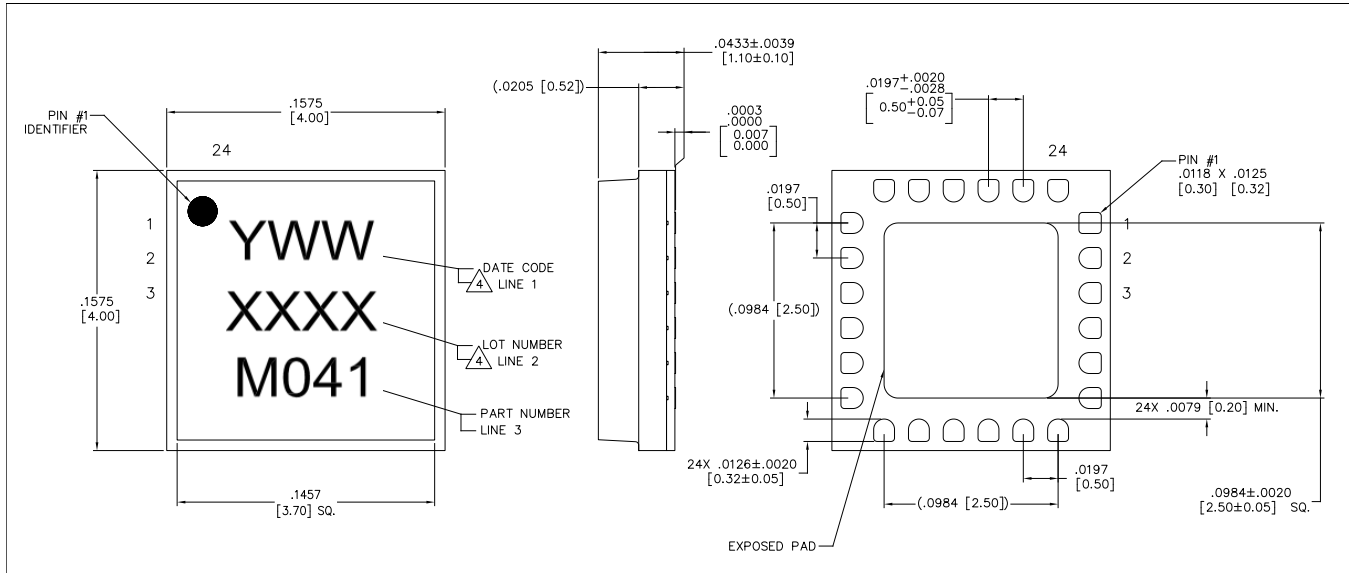 PIN #1
IDENTIFIER
.1575
[4.00]
24
1
2
3
.1575
[4.00]
YWW
XXXX
M041
DATE CODE
4 LINE 1
LOT NUMBER
4 LINE 2
PART NUMBER
LINE 3
.1457
[3.70] SQ.
.0433±.0039
[1.10±0.10]
(.0205 [0.52])
.0003
.0000
[0.007
0.000]
.0197+.0020
-.0028
[0.50+0.05
-0.07]
24
PIN #1
.0118 X .0125
[0.30] [0.32]
.0197
[0.50]
1
2
3
(.0984 [2.50])
24X .0079 [0.20] MIN.
24X .0126±.0020
[0.32±0.05]
.0197
[0.50]
(.0984 [2.50])
.0984±.0020
[2.50±0.05] SQ.
EXPOSED PAD